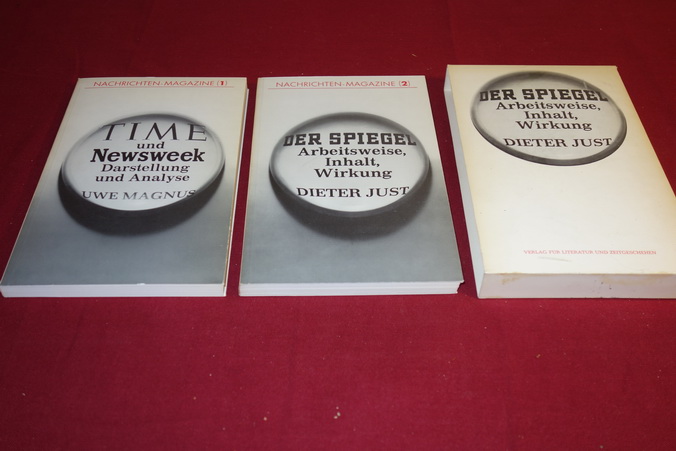 NACHRICHTEN-MAGAZINE [1]
TIME
und
Newsweek
Darstellung
und Analyse
UWE MAGNUS
NACHRICHTEN-MAGAZINE [2]
DER SPIEGEL
Arbeitsweise,
Inhalt,
Wirkung
DIETER JUST
DER SPIEGEL
Arbeitsweise,
Inhalt,
Wirkung
DIETER JUST
VERLAG FÜR LITERATUR UND ZEITGESCHEHEN